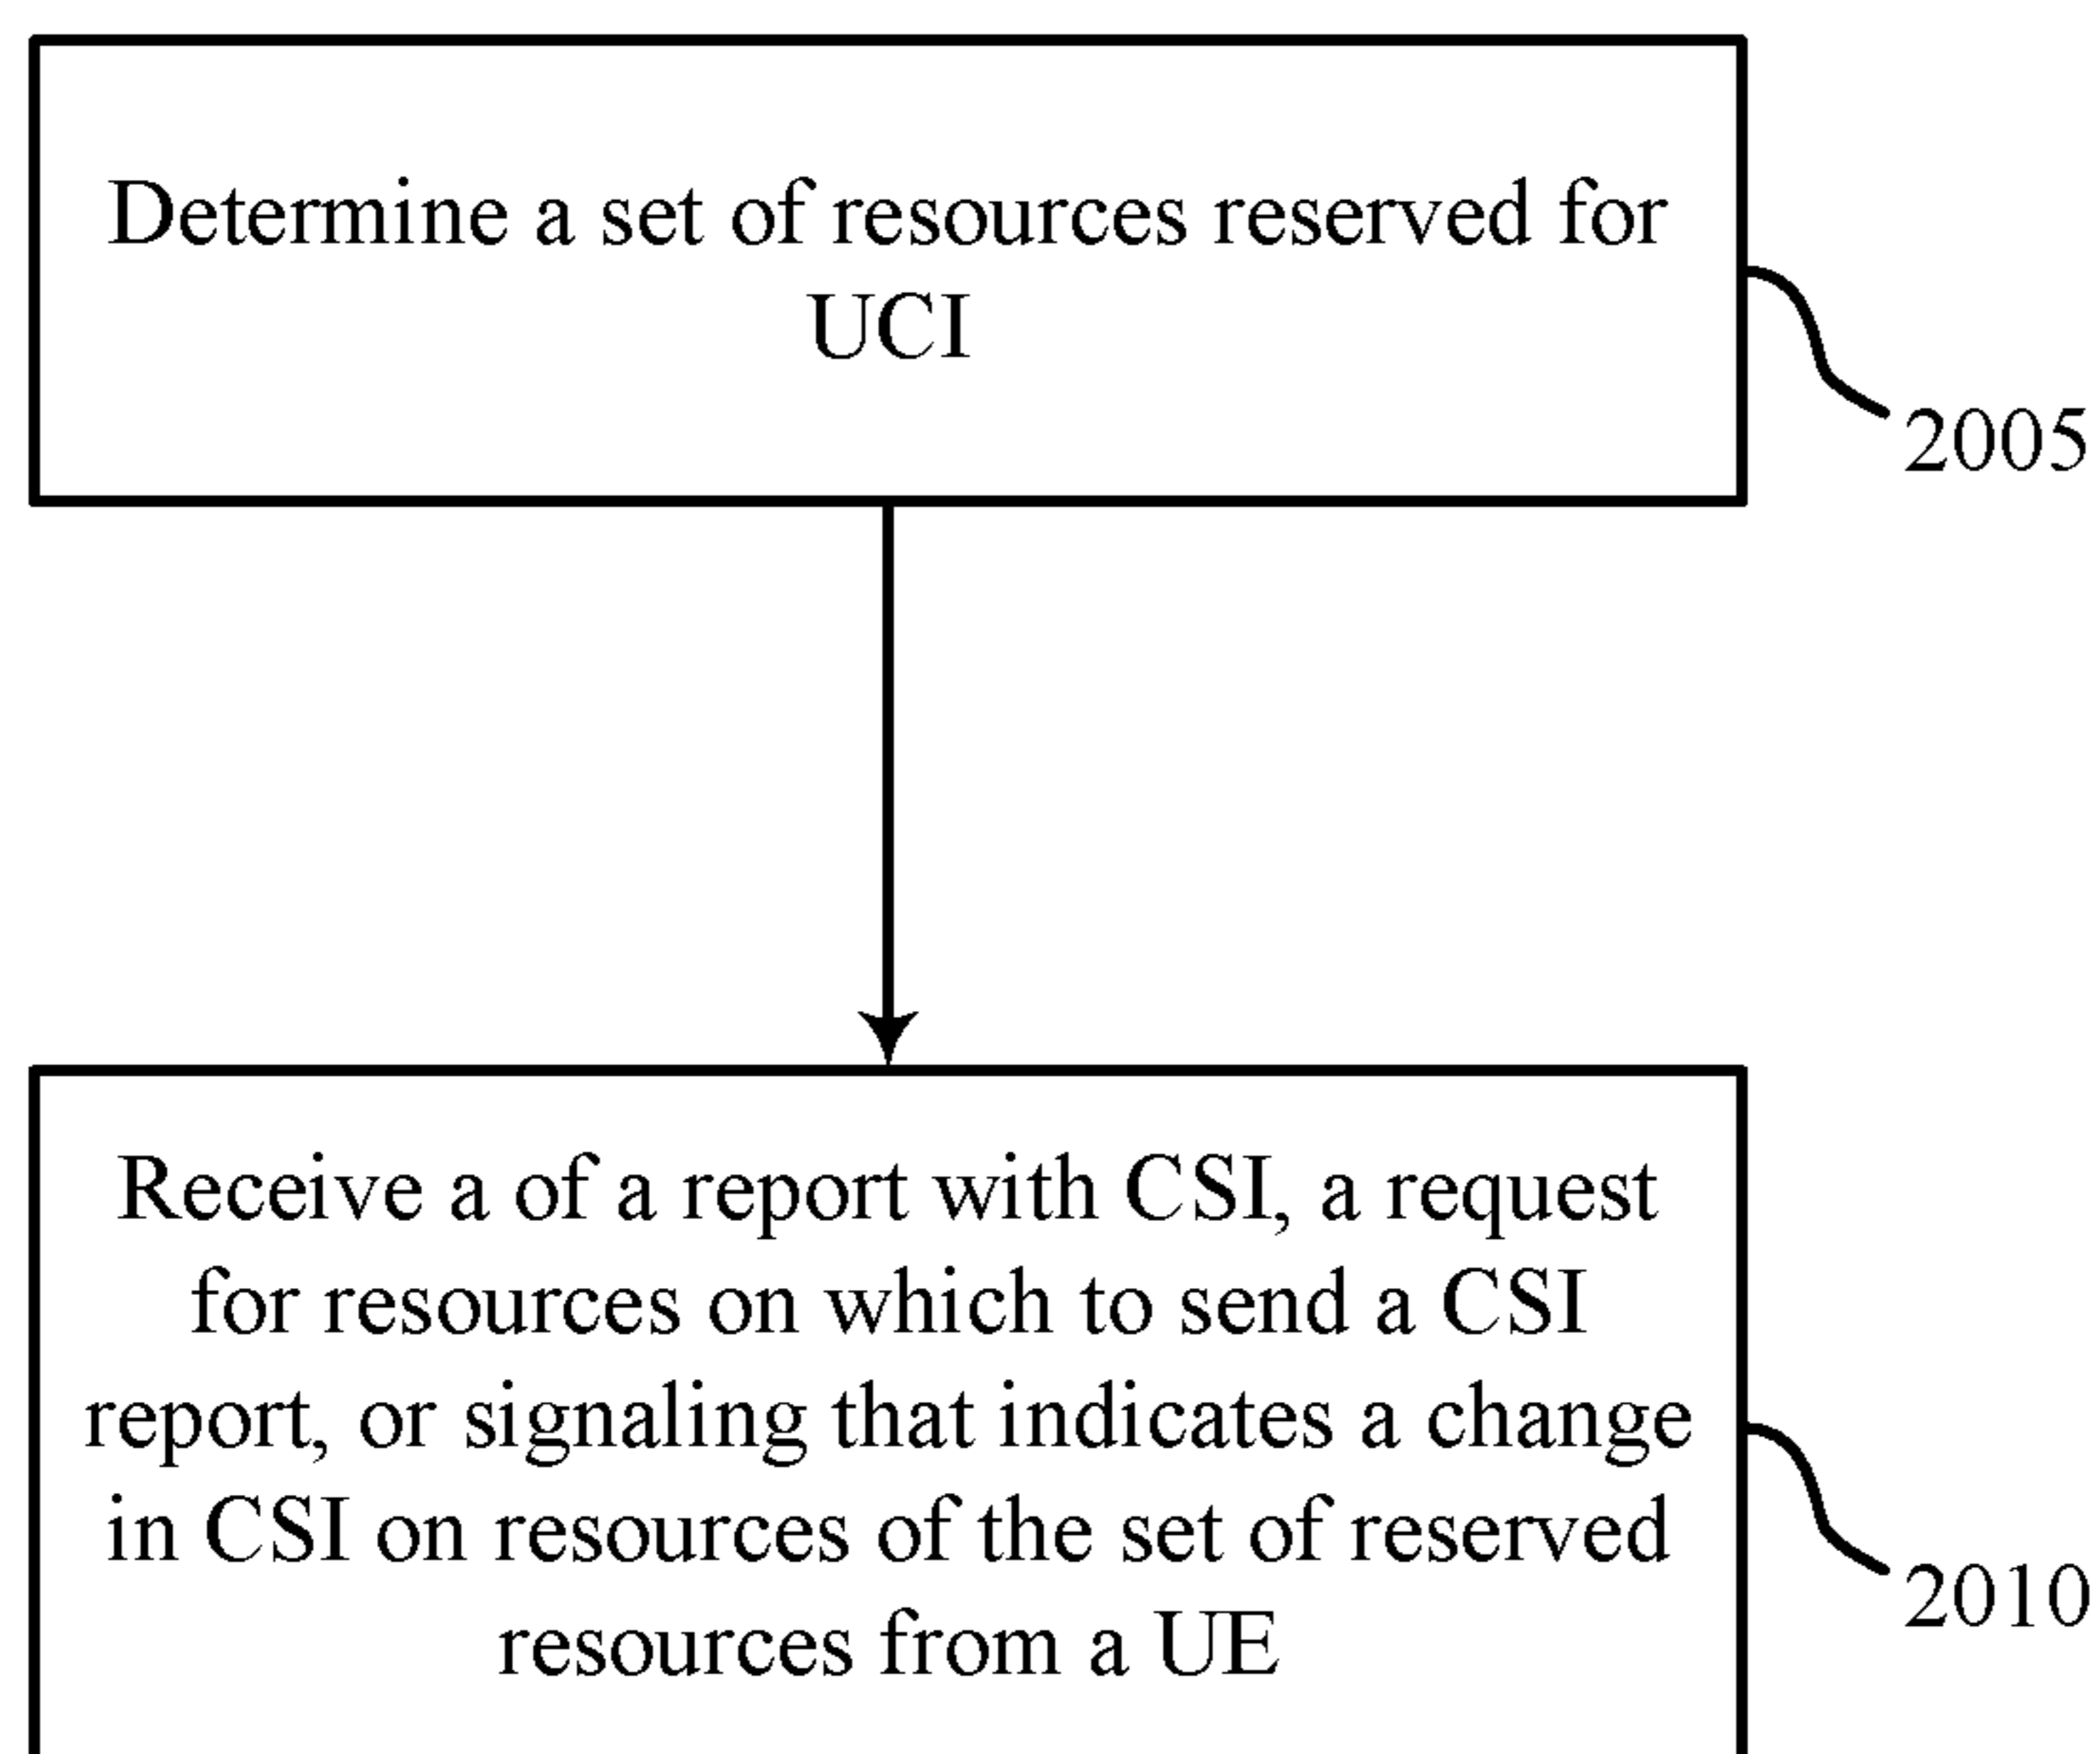 Determine a set of resources reserved for
UCI
2005
Receive a of a report with CSI, a request
for resources on which to send a CSI
report, or signaling that indicates a change
in CSI on resources of the set of reserved
resources from a UE
2010